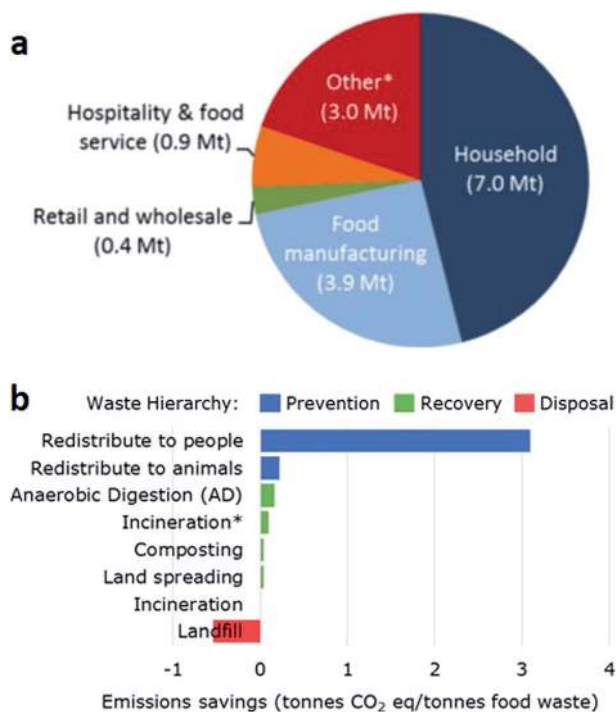 a
Other*
(3.0 Mt)
Hospitality & food
service (0.9 Mt)
Household
(7.0 Mt)
Retail and wholesale
(0.4 Mt)
Food
manufacturing
(3.9 Mt)
b
Waste Hierarchy: Prevention Recovery Disposal
Redistribute to people
Redistribute to animals
Anaerobic Digestion (AD)
Incineration*
Composting
Land spreading
Incineration
Landfill
-1 0 1 2 3 4
Emissions savings (tonnes CO₂ eq/tonnes food waste)